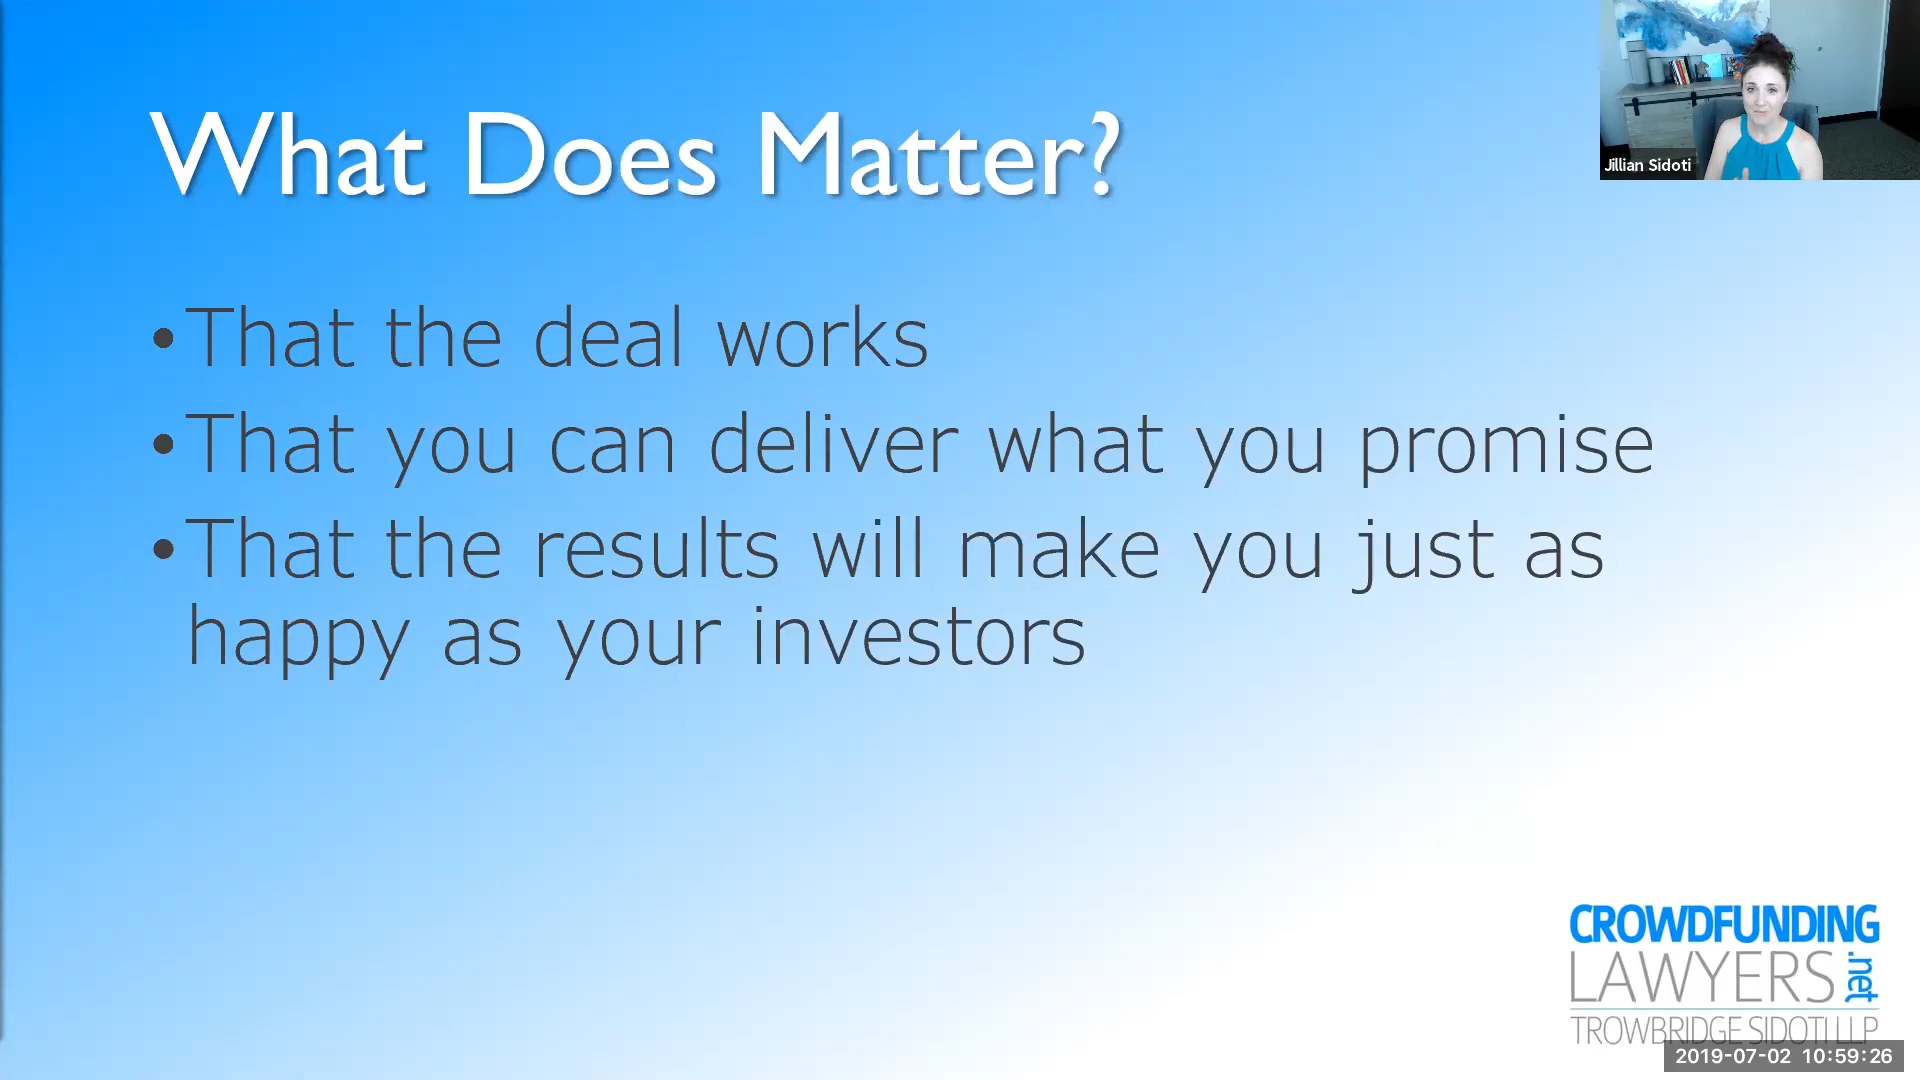 What Does Matter?
Jillian Sidoti
•That the deal works
•That you can deliver what you promise
•That the results will make you just as
happy as your investors
CROWDFUNDING
LAWYERS.net
TROWBRIDGE SIDOTI LLP
2019-07-02 10:59:26